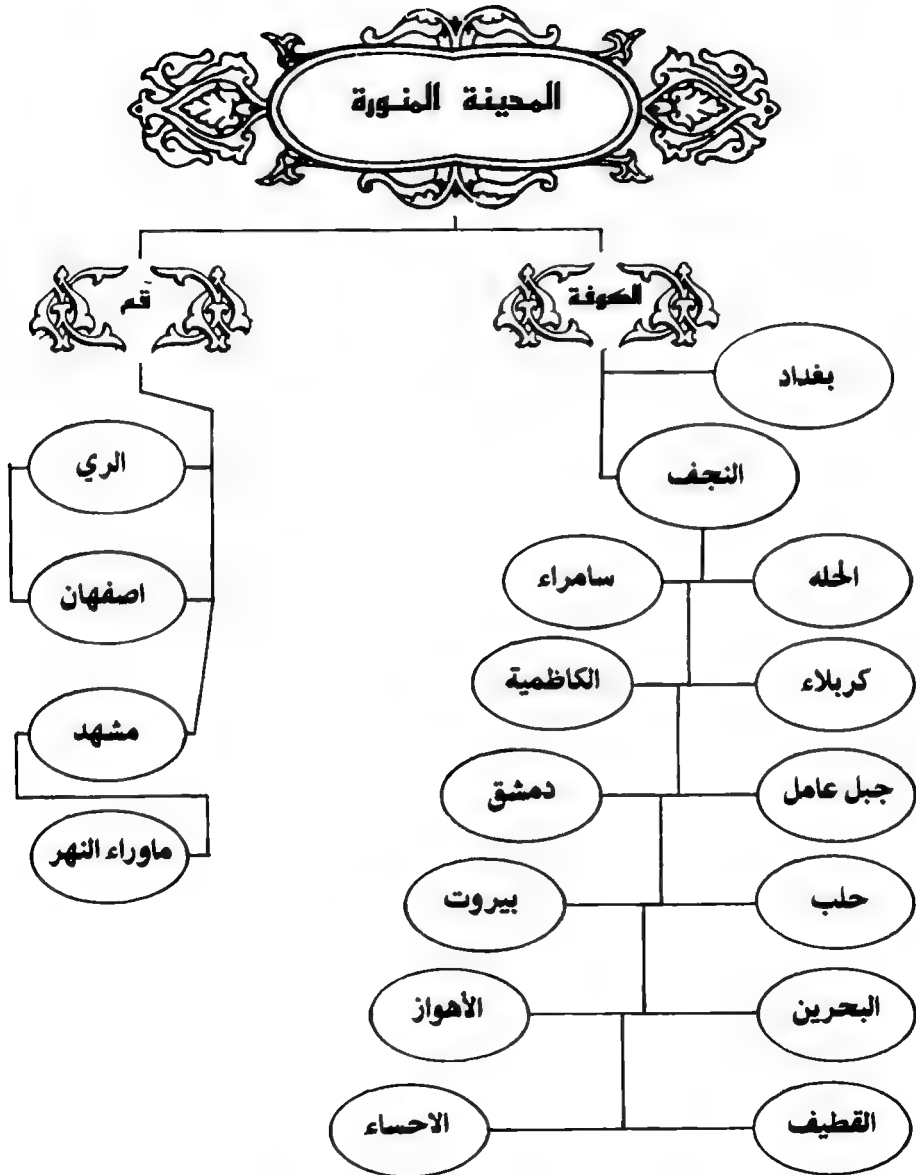 المدينة المنورة
الكوفة
قم
بغداد
النجف
الحله
سامراء
كربلاء
الكاظمية
جبل عامل
دمشق
حلب
بيروت
البحرين
الأهواز
القطيف
الاحساء
الري
اصفهان
مشهد
ماوراء النهر